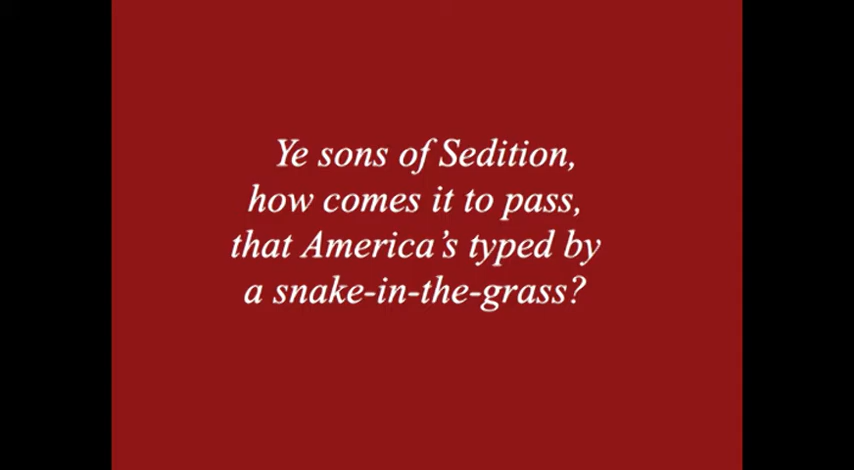 Ye sons of Sedition,
how comes it to pass,
that America’s typed by
a snake-in-the-grass?